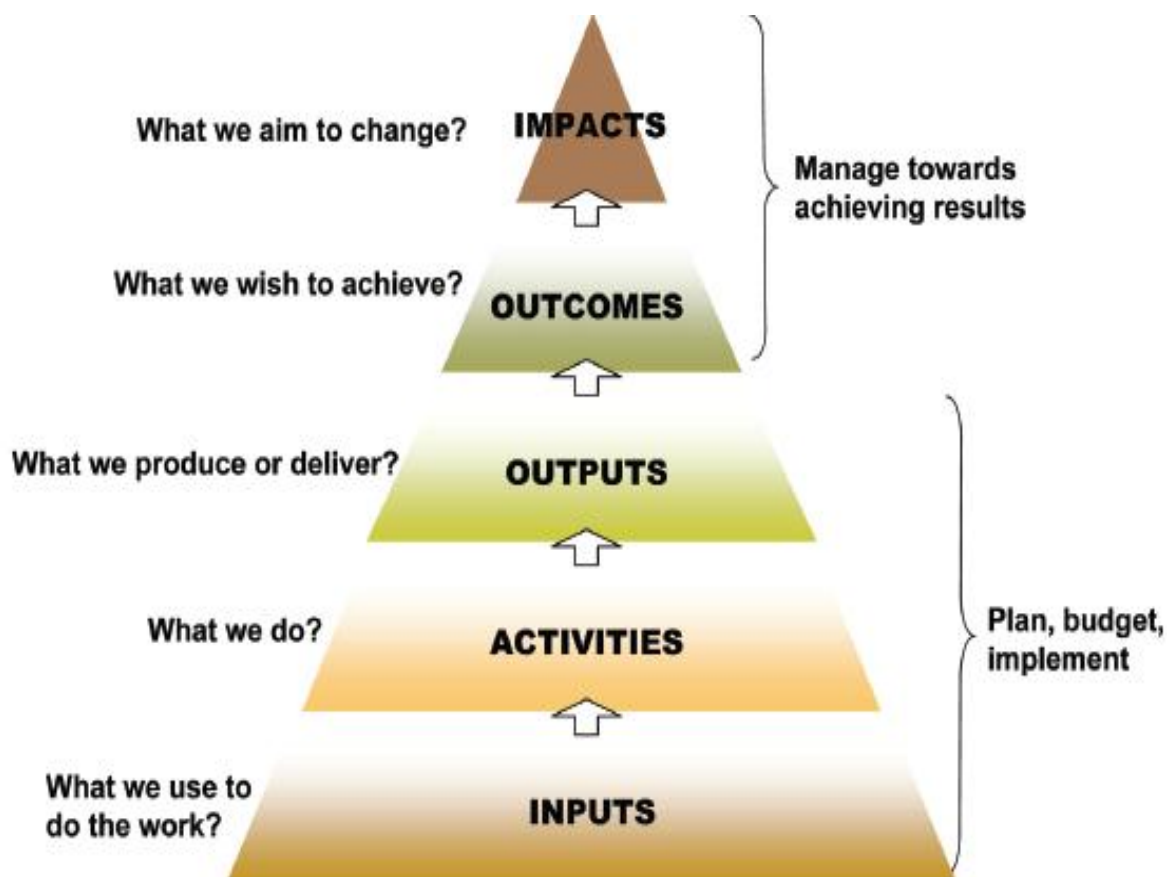 What we aim to change?
IMPACTS
Manage towards
achieving results
What we wish to achieve?
OUTCOMES
What we produce or deliver?
OUTPUTS
What we do?
ACTIVITIES
Plan, budget,
implement
What we use to
do the work?
INPUTS